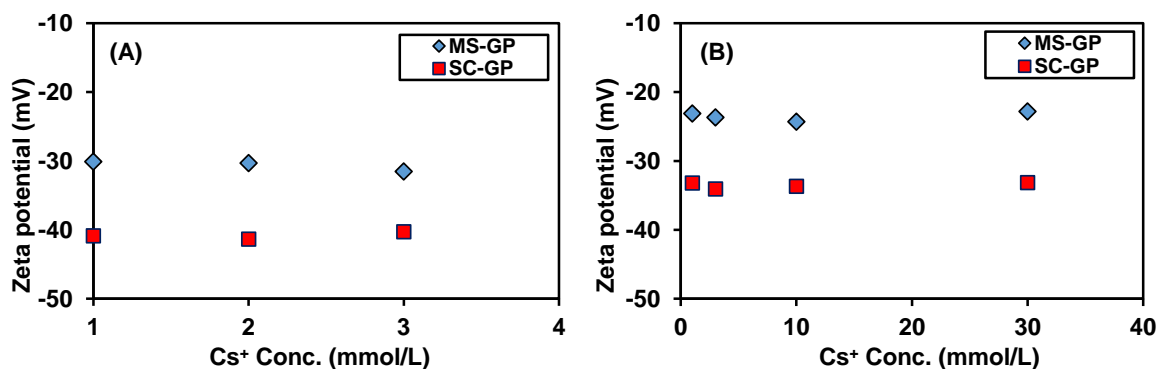 (A)
MS-GP
SC-GP
Zeta potential (mV)
-10
-20
-30
-40
-50
1
2
3
4
Cs⁺ Conc. (mmol/L)
(B)
MS-GP
SC-GP
Zeta potential (mV)
-10
-20
-30
-40
-50
0
10
20
30
40
Cs⁺ Conc. (mmol/L)